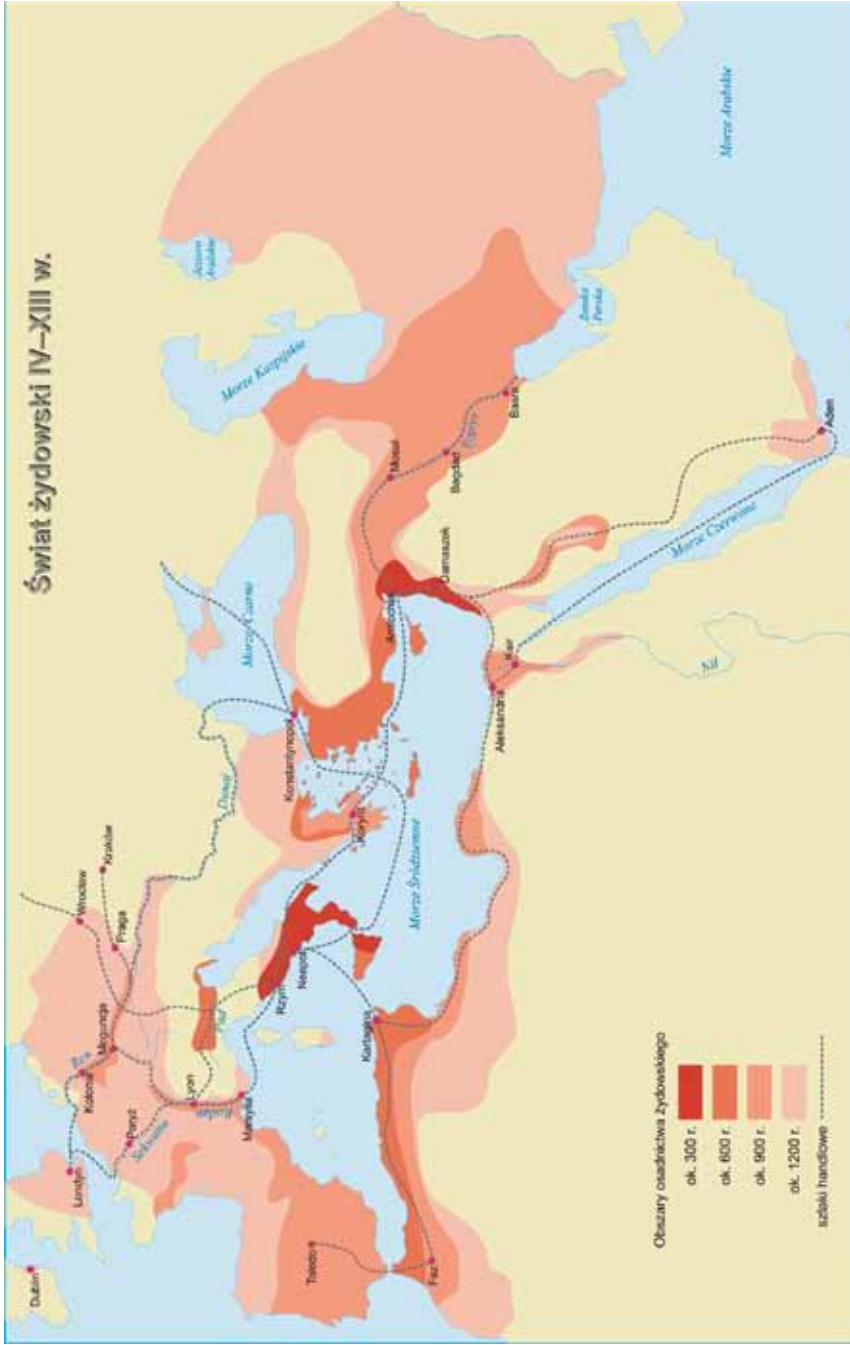 Świat żydowski IV–XIII w.
Dublin
Londyn
Kolonia
Ren
Moguncja
Wrocław
Praga
Kraków
Paryż
Sekwana
Lyon
Rodan
Marsylia
Pad
Dunaj
Toledo
Fez
Rzym
Neapol
Kartagina
Korynt
Konstantynopol
Morze Czarne
Morze Śródziemne
Morze Kaspijskie
Jezioro
Aralskie
Antiochia
Damaszek
Mosul
Bagdad
Basra
Zatoka
Perska
Aleksandria
Kair
Nil
Morze Czerwone
Aden
Morze Arabskie
Obszary osadnictwa żydowskiego
ok. 300 r.
ok. 600 r.
ok. 900 r.
ok. 1200 r.
szlaki handlowe